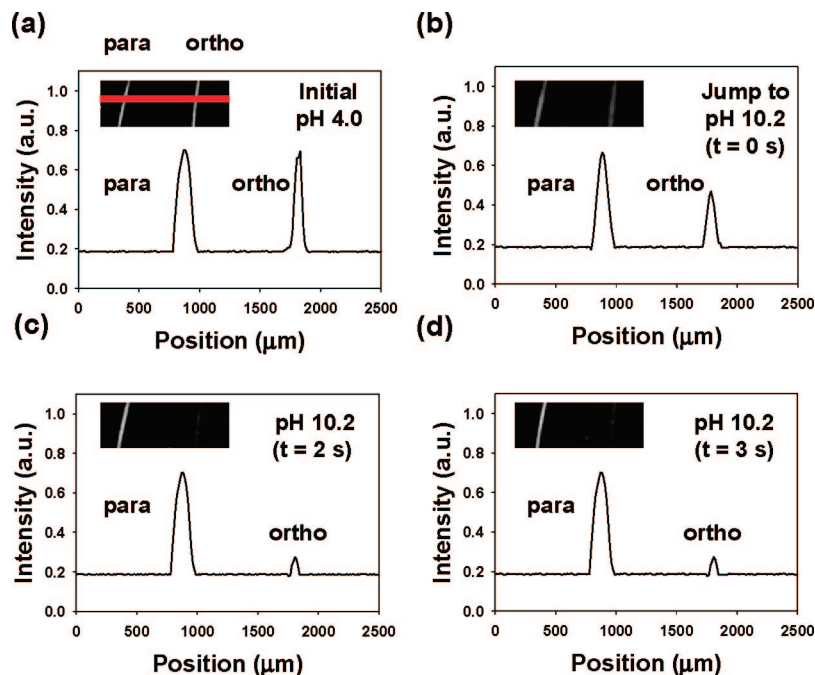 (a)
para ortho
Initial
pH 4.0
para
ortho
Intensity (a.u.)
1.0
0.8
0.6
0.4
0.2
0.0
0 500 1000 1500 2000 2500
Position (μm)
(b)
Jump to
pH 10.2
(t = 0 s)
para
ortho
Intensity (a.u.)
1.0
0.8
0.6
0.4
0.2
0.0
0 500 1000 1500 2000 2500
Position (μm)
(c)
pH 10.2
(t = 2 s)
para
ortho
Intensity (a.u.)
1.0
0.8
0.6
0.4
0.2
0.0
0 500 1000 1500 2000 2500
Position (μm)
(d)
pH 10.2
(t = 3 s)
para
ortho
Intensity (a.u.)
1.0
0.8
0.6
0.4
0.2
0.0
0 500 1000 1500 2000 2500
Position (μm)